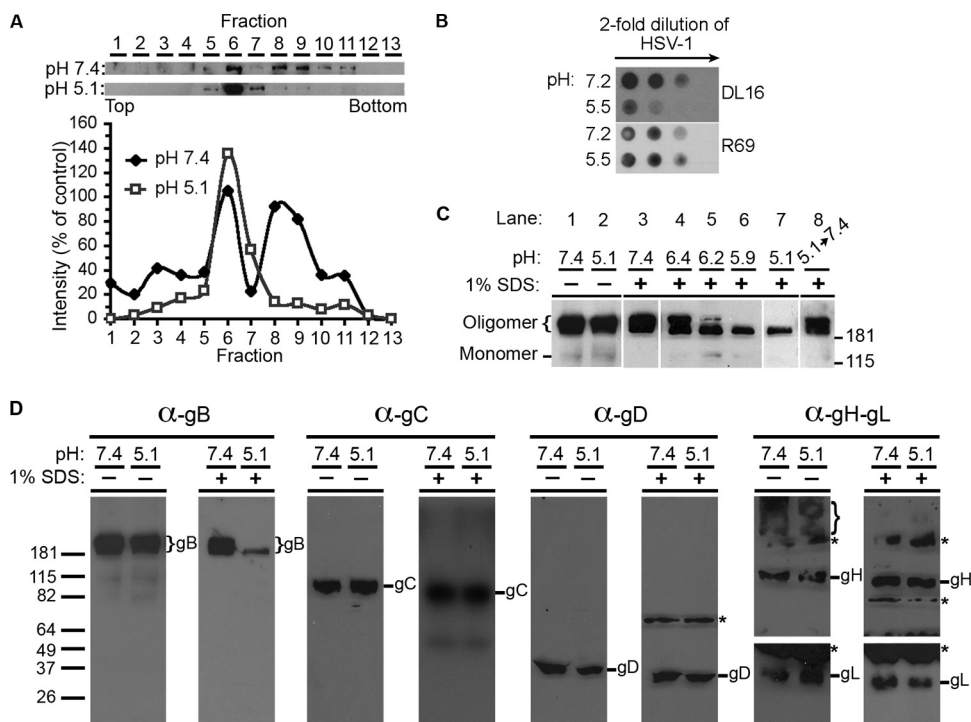 A
Fraction
1 2 3 4 5 6 7 8 9 10 11 12 13
pH 7.4:
pH 5.1:
Top Bottom
160
140
120
100
80
60
40
20
0
Intensity (% of control)
pH 7.4
pH 5.1
1 2 3 4 5 6 7 8 9 10 11 12 13
Fraction
B
2-fold dilution of
HSV-1
pH: 7.2
5.5
DL16
7.2
5.5
R69
C
Lane: 1 2 3 4 5 6 7 8
pH: 7.4 5.1 7.4 6.4 6.2 5.9 5.1 5.1→7.4
1% SDS: – – + + + + + +
Oligomer {
Monomer –
181
115
D
α-gB α-gC α-gD α-gH-gL
pH: 7.4 5.1 7.4 5.1 7.4 5.1 7.4 5.1 7.4 5.1 7.4 5.1 7.4 5.1 7.4 5.1
1% SDS: – – + + – – + + – – + + – – + +
181
115
82
64
49
37
26
}gB }gB
gC gC
gD * gD
} * gH * gL
* gH * * gL